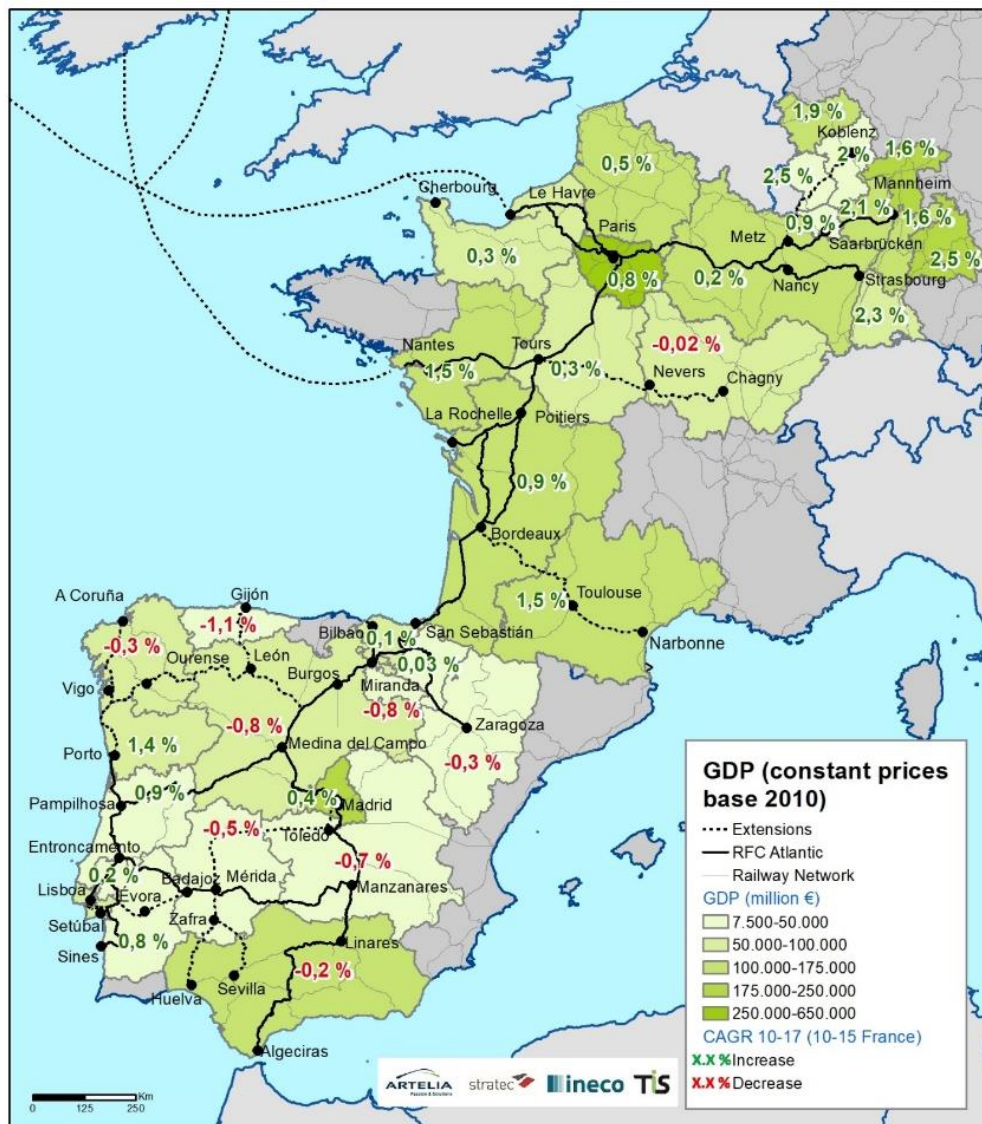 1,9 %
Koblenz
2 %
1,6 %
0,5 %
2,5 %
Mannheim
Cherbourg
Le Havre
Paris
2,1 %
1,6 %
0,9 %
Metz
Saarbrücken
2,5 %
0,3 %
0,8 %
0,2 %
Nancy
Strasbourg
2,3 %
Nantes
Tours
-0,02 %
1,5 %
0,3 %
Nevers
Chagny
La Rochelle
Poitiers
0,9 %
Bordeaux
A Coruña
Gijón
1,5 %
Toulouse
-1,1 %
Bilbao
0,1 %
San Sebastián
Narbonne
-0,3 %
Ourense
León
0,03 %
Vigo
Burgos
Miranda
-0,8 %
-0,8 %
Zaragoza
Porto
1,4 %
Medina del Campo
-0,3 %
Pampilhosa
0,9 %
0,4 %
Madrid
-0,5 %
Toledo
Entroncamento
-0,7 %
0,2 %
Badajoz
Mérida
Manzanares
Lisboa
Évora
Setúbal
Zafra
Sines
0,8 %
Linares
-0,2 %
Huelva
Sevilla
Algeciras
GDP (constant prices
base 2010)
Extensions
RFC Atlantic
Railway Network
GDP (million €)
7.500-50.000
50.000-100.000
100.000-175.000
175.000-250.000
250.000-650.000
CAGR 10-17 (10-15 France)
X.X % Increase
X.X % Decrease
Km
0 125 250
ARTELIA
Passion & Solutions
stratec
ineco
TIS